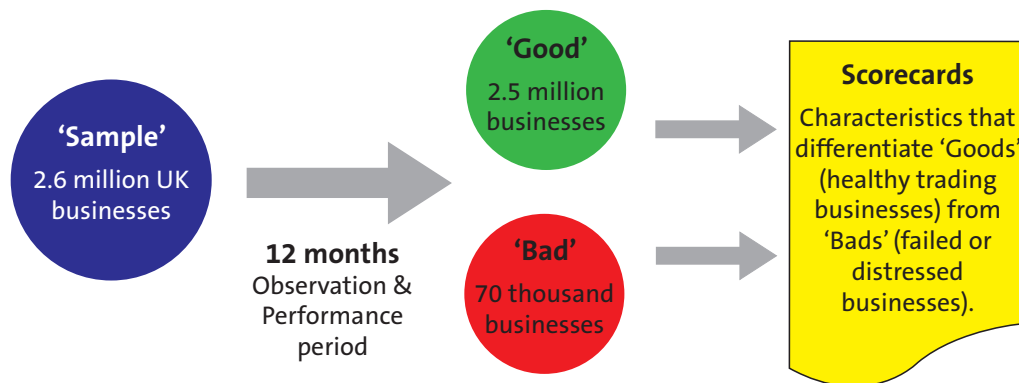 ‘Sample’
2.6 million UK
businesses
12 months
Observation &
Performance
period
‘Good’
2.5 million
businesses
‘Bad’
70 thousand
businesses
Scorecards
Characteristics that
differentiate ‘Goods’
(healthy trading
businesses) from
‘Bads’ (failed or
distressed
businesses).